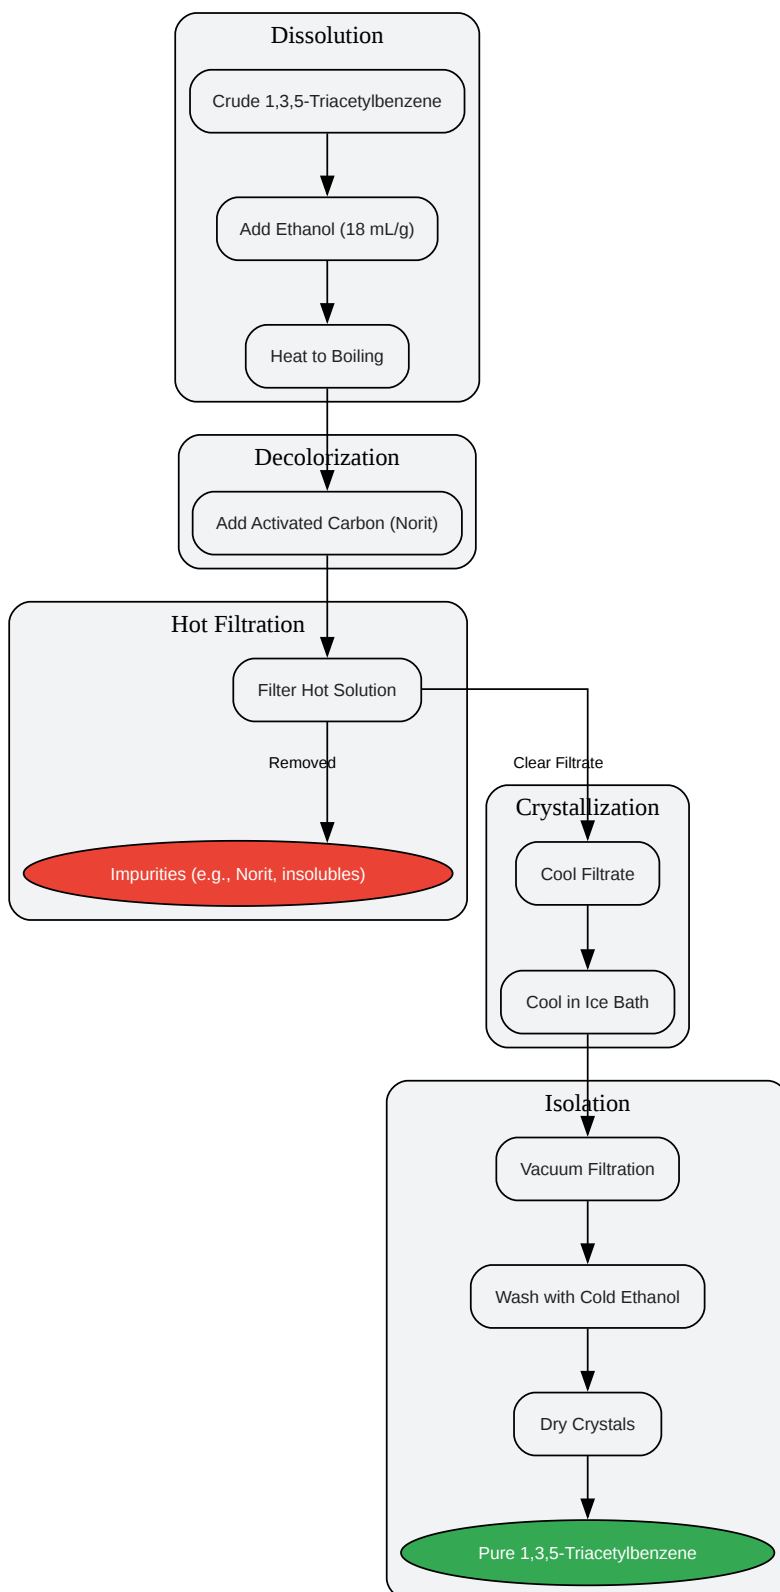 Dissolution
Crude 1,3,5-Triacetylbenzene
Add Ethanol (18 mL/g)
Heat to Boiling
Decolorization
Add Activated Carbon (Norit)
Hot Filtration
Filter Hot Solution
Removed
Clear Filtrate
Impurities (e.g., Norit, insolubles)
Crystallization
Cool Filtrate
Cool in Ice Bath
Isolation
Vacuum Filtration
Wash with Cold Ethanol
Dry Crystals
Pure 1,3,5-Triacetylbenzene